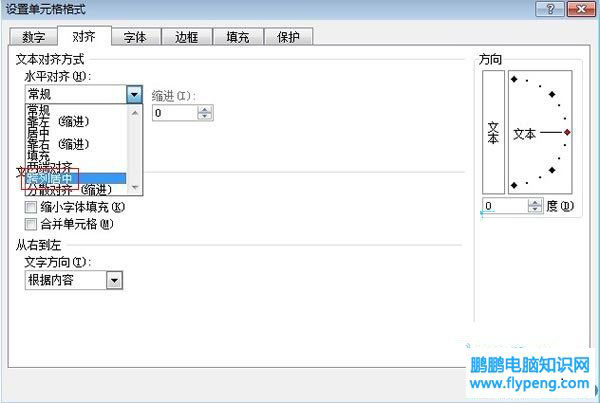 设置单元格格式
数字 对齐 字体 边框 填充 保护
文本对齐方式
水平对齐(H):
常规 缩进(I):
0
常规
靠左 (缩进)
居中
靠右 (缩进)
填充
两端对齐
跨列居中
分散对齐 (缩进)
文
缩小字体填充(K)
合并单元格(M)
从右到左
文字方向(T):
根据内容
方向
文本
文本
0 度(D)
鹏鹏电脑知识网
www.flypeng.com